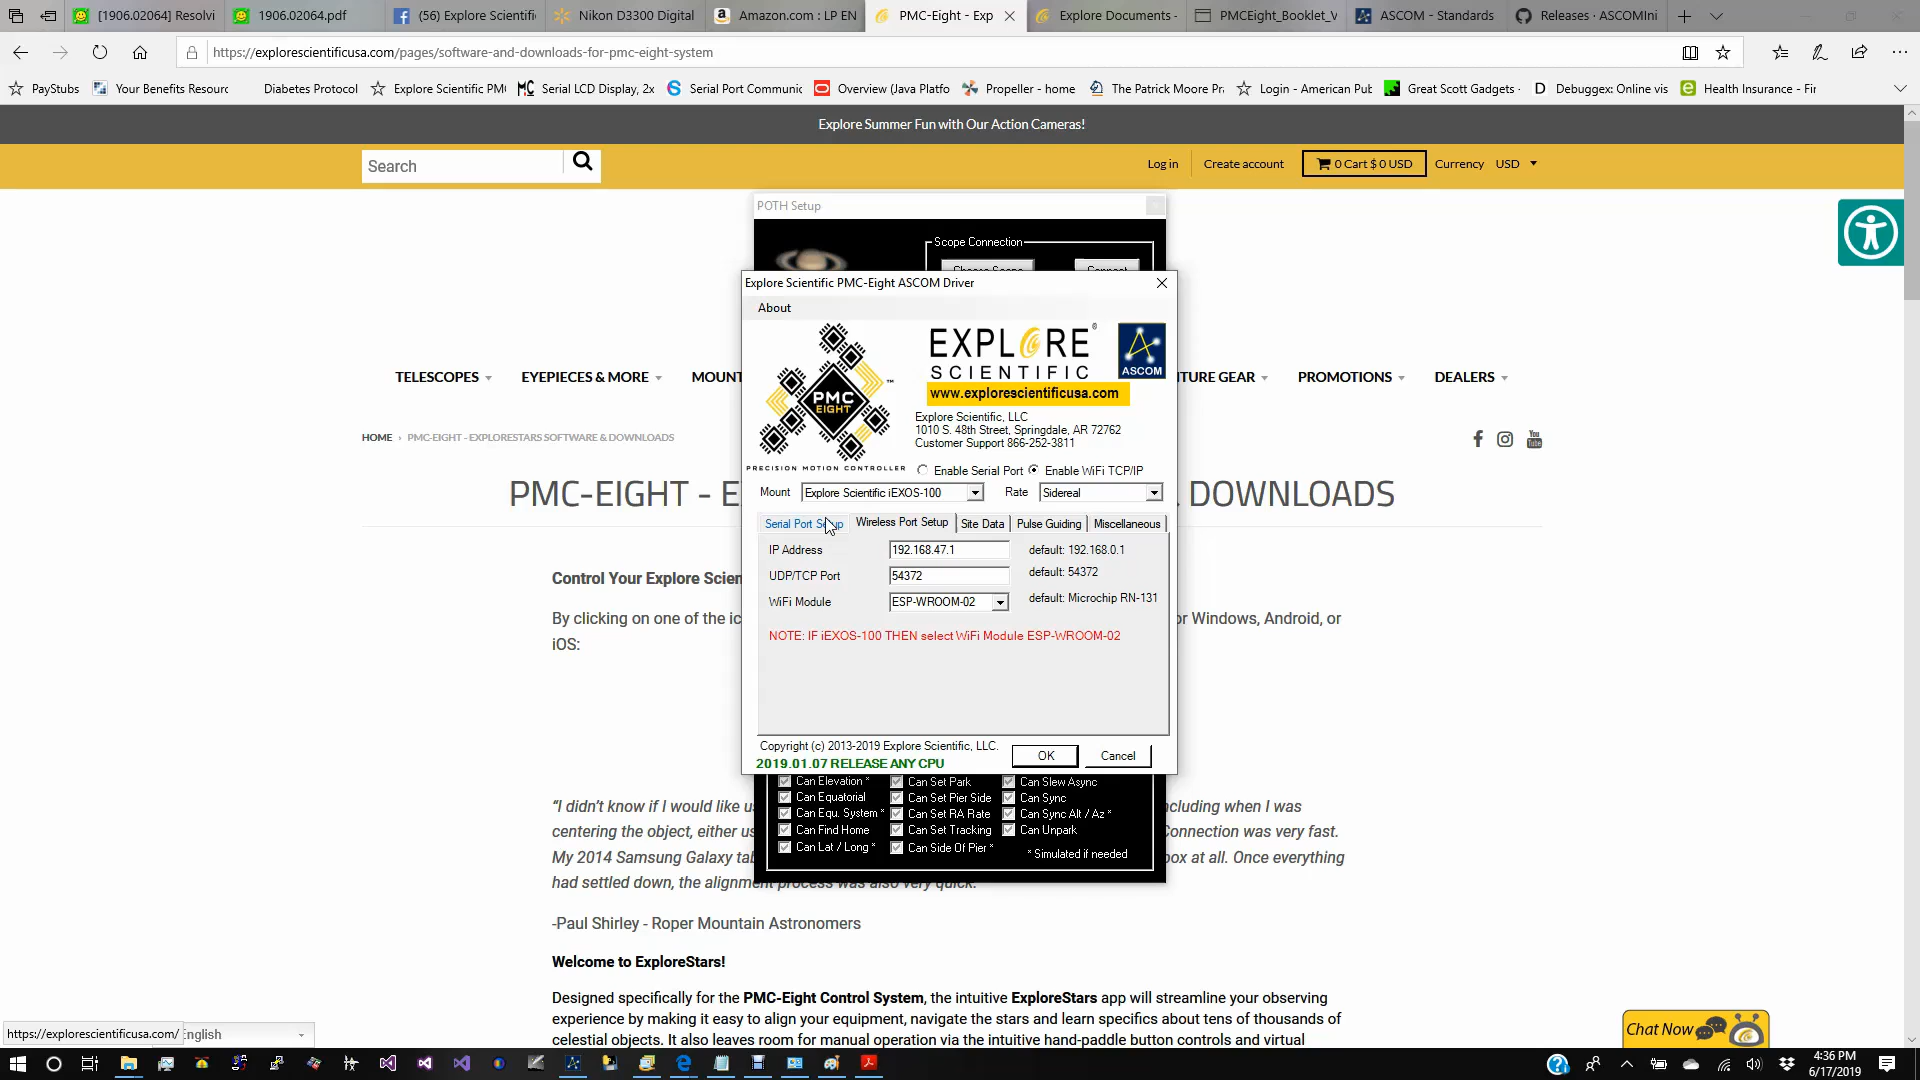 [1906.02064] Resolvi
1906.02064.pdf
(56) Explore Scientifi
Nikon D3300 Digital
Amazon.com : LP EN
PMC-Eight - Exp
Explore Documents -
PMCEight_Booklet_V
ASCOM - Standards
Releases · ASCOMIni
https://explorescientificusa.com/pages/software-and-downloads-for-pmc-eight-system
PayStubs
Your Benefits Resourc
Diabetes Protocol
Explore Scientific PM
Serial LCD Display, 2x
Serial Port Communic
Overview (Java Platfo
Propeller - home
The Patrick Moore Pr
Login - American Pub
Great Scott Gadgets ·
Debuggex: Online vis
Health Insurance - Fir
Explore Summer Fun with Our Action Cameras!
Search
Log in
Create account
0 Cart $ 0 USD
Currency USD
POTH Setup
Scope Connection
Explore Scientific PMC-Eight ASCOM Driver
About
EXPLORE®
SCIENTIFIC
ASCOM
www.explorescientificusa.com
PMC
EIGHT
™
PRECISION MOTION CONTROLLER
Explore Scientific, LLC
1010 S. 48th Street, Springdale, AR 72762
Customer Support 866-252-3811
Enable Serial Port
Enable WiFi TCP/IP
Mount Explore Scientific iEXOS-100
Rate Sidereal
TELESCOPES
EYEPIECES & MORE
MOUNT
TURE GEAR
PROMOTIONS
DEALERS
HOME › PMC-EIGHT - EXPLORESTARS SOFTWARE & DOWNLOADS
PMC-EIGHT - E
DOWNLOADS
Serial Port Setup
Wireless Port Setup
Site Data
Pulse Guiding
Miscellaneous
IP Address 192.168.47.1 default: 192.168.0.1
UDP/TCP Port 54372 default: 54372
WiFi Module ESP-WROOM-02 default: Microchip RN-131
NOTE: IF iEXOS-100 THEN select WiFi Module ESP-WROOM-02
Copyright (c) 2013-2019 Explore Scientific, LLC.
2019.01.07 RELEASE ANY CPU
OK
Cancel
Can Elevation * Can Set Park Can Slew Async
Can Equatorial Can Set Pier Side Can Sync
Can Equ. System * Can Set RA Rate Can Sync Alt / Az *
Can Find Home Can Set Tracking Can Unpark
Can Lat / Long * Can Side Of Pier * * Simulated if needed
Control Your Explore Scien
By clicking on one of the ic
or Windows, Android, or
iOS:
"I didn't know if I would like us
ncluding when I was
centering the object, either us
Connection was very fast.
My 2014 Samsung Galaxy tab
box at all. Once everything
had settled down, the alignment process was also very quick.
-Paul Shirley - Roper Mountain Astronomers
Welcome to ExploreStars!
Designed specifically for the PMC-Eight Control System, the intuitive ExploreStars app will streamline your observing
experience by making it easy to align your equipment, navigate the stars and learn specifics about tens of thousands of
celestial objects. It also leaves room for manual operation via the intuitive hand-paddle button controls and virtual
https://explorescientificusa.com/
English
Chat Now
4:36 PM
6/17/2019